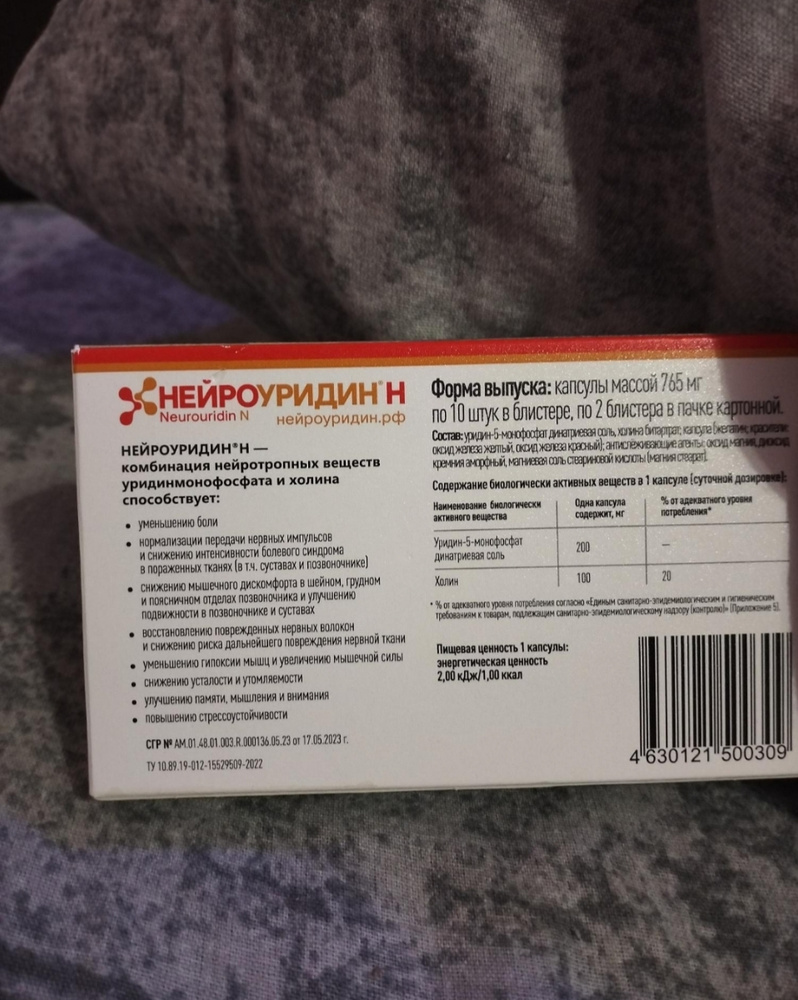 НЕЙРОУРИДИН® Н
Neurouridin N
нейроуридин.рф
НЕЙРОУРИДИН®Н —
комбинация нейротропных веществ
уридинмонофосфата и холина
способствует:
• уменьшению боли
• нормализации передачи нервных импульсов
и снижению интенсивности болевого синдрома
в пораженных тканях (в т.ч. суставах и позвоночнике)
• снижению мышечного дискомфорта в шейном, грудном
и поясничном отделах позвоночника и улучшению
подвижности в позвоночнике и суставах
• восстановлению поврежденных нервных волокон
и снижению риска дальнейшего повреждения нервной ткани
• уменьшению гипоксии мышц и увеличению мышечной силы
• снижению усталости и утомляемости
• улучшению памяти, мышления и внимания
• повышению стрессоустойчивости
СГР № AM.01.48.01.003.R.000136.05.23 от 17.05.2023 г.
ТУ 10.89.19-012-15529509-2022
Форма выпуска: капсулы массой 765 мг
по 10 штук в блистере, по 2 блистера в пачке картонной.
Состав: уридин-5-монофосфат динатриевая соль, холина битартрат; капсула (желатин, красители:
оксид железа желтый, оксид железа красный); антислеживающие агенты: оксид магния, диоксид
кремния аморфный, магниевая соль стеариновой кислоты (магния стеарат).
Содержание биологически активных веществ в 1 капсуле (суточной дозировке):
Наименование биологически активного вещества
Одна капсула содержит, мг
% от адекватного уровня потребления*
Уридин-5-монофосфат динатриевая соль 200 —
Холин 100 20
* % от адекватного уровня потребления согласно «Единым санитарно-эпидемиологическим и гигиеническим
требованиям к товарам, подлежащим санитарно-эпидемиологическому надзору (контролю)» (Приложение 5).
Пищевая ценность 1 капсулы:
энергетическая ценность
2,00 кДж/1,00 ккал
4 630121 500309